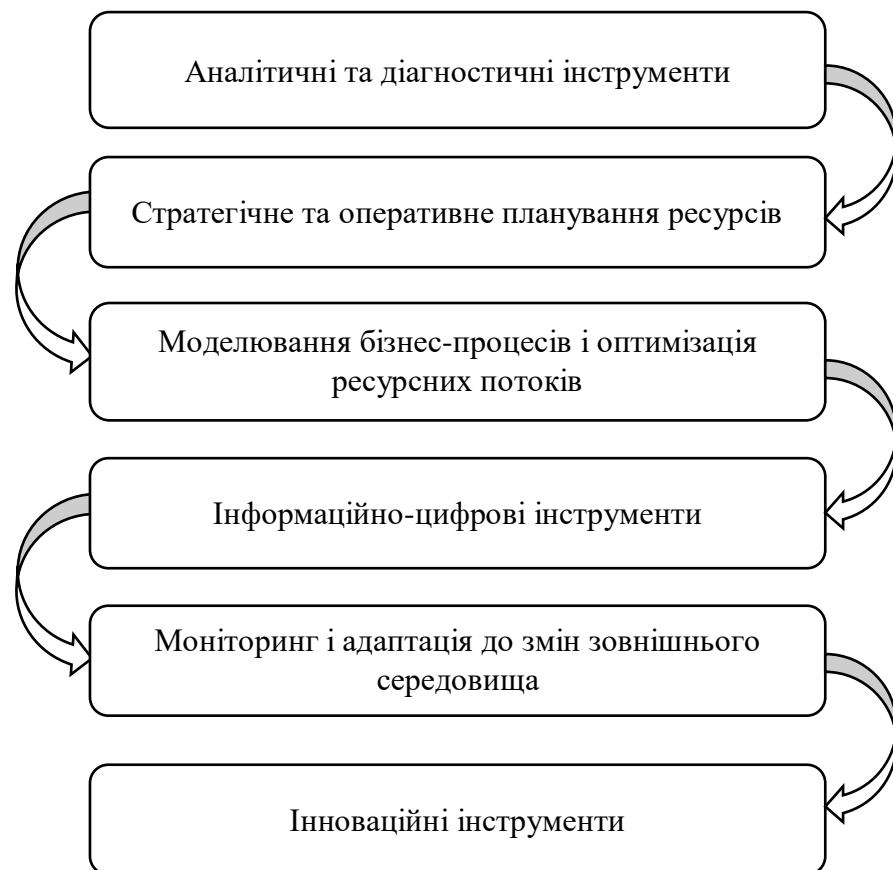 Аналітичні та діагностичні інструменти
Стратегічне та оперативне планування ресурсів
Моделювання бізнес-процесів і оптимізація
ресурсних потоків
Інформаційно-цифрові інструменти
Моніторинг і адаптація до змін зовнішнього
середовища
Інноваційні інструменти